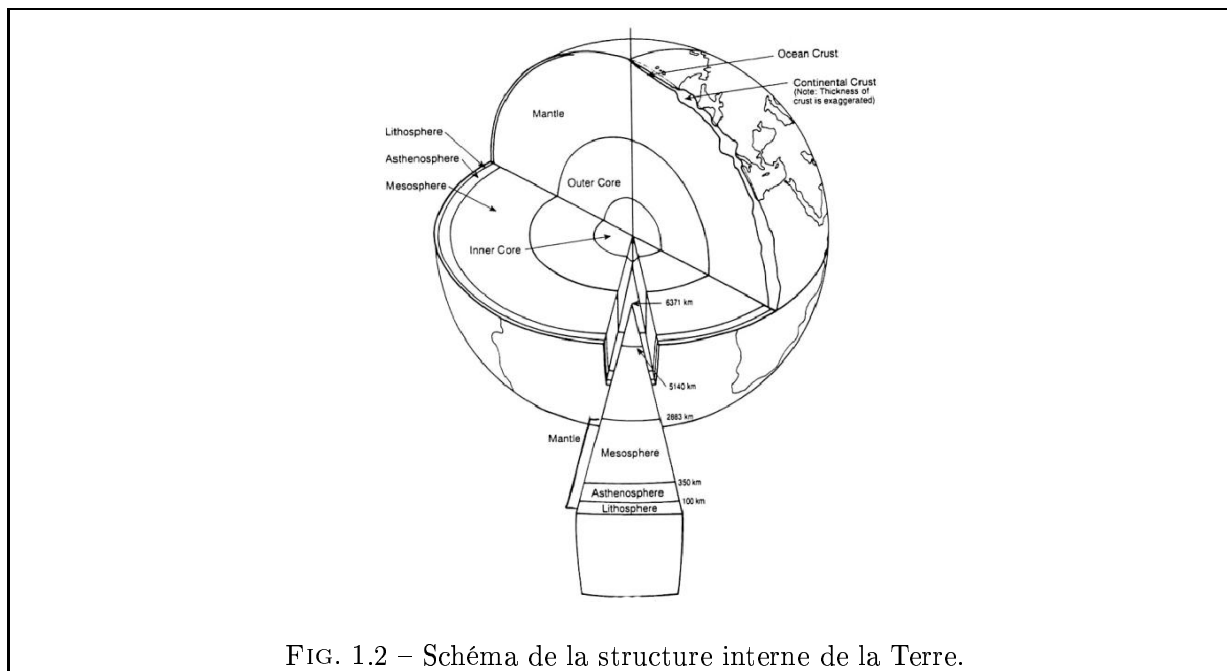 Ocean Crust
Continental Crust
(Note: Thickness of
crust is exaggerated)
Mantle
Lithosphere
Asthenosphere
Mesosphere
Outer Core
Inner Core
6371 km
5140 km
2883 km
Mantle
Mesosphere
350 km
Asthenosphere
100 km
Lithosphere
FIG. 1.2 – Schéma de la structure interne de la Terre.